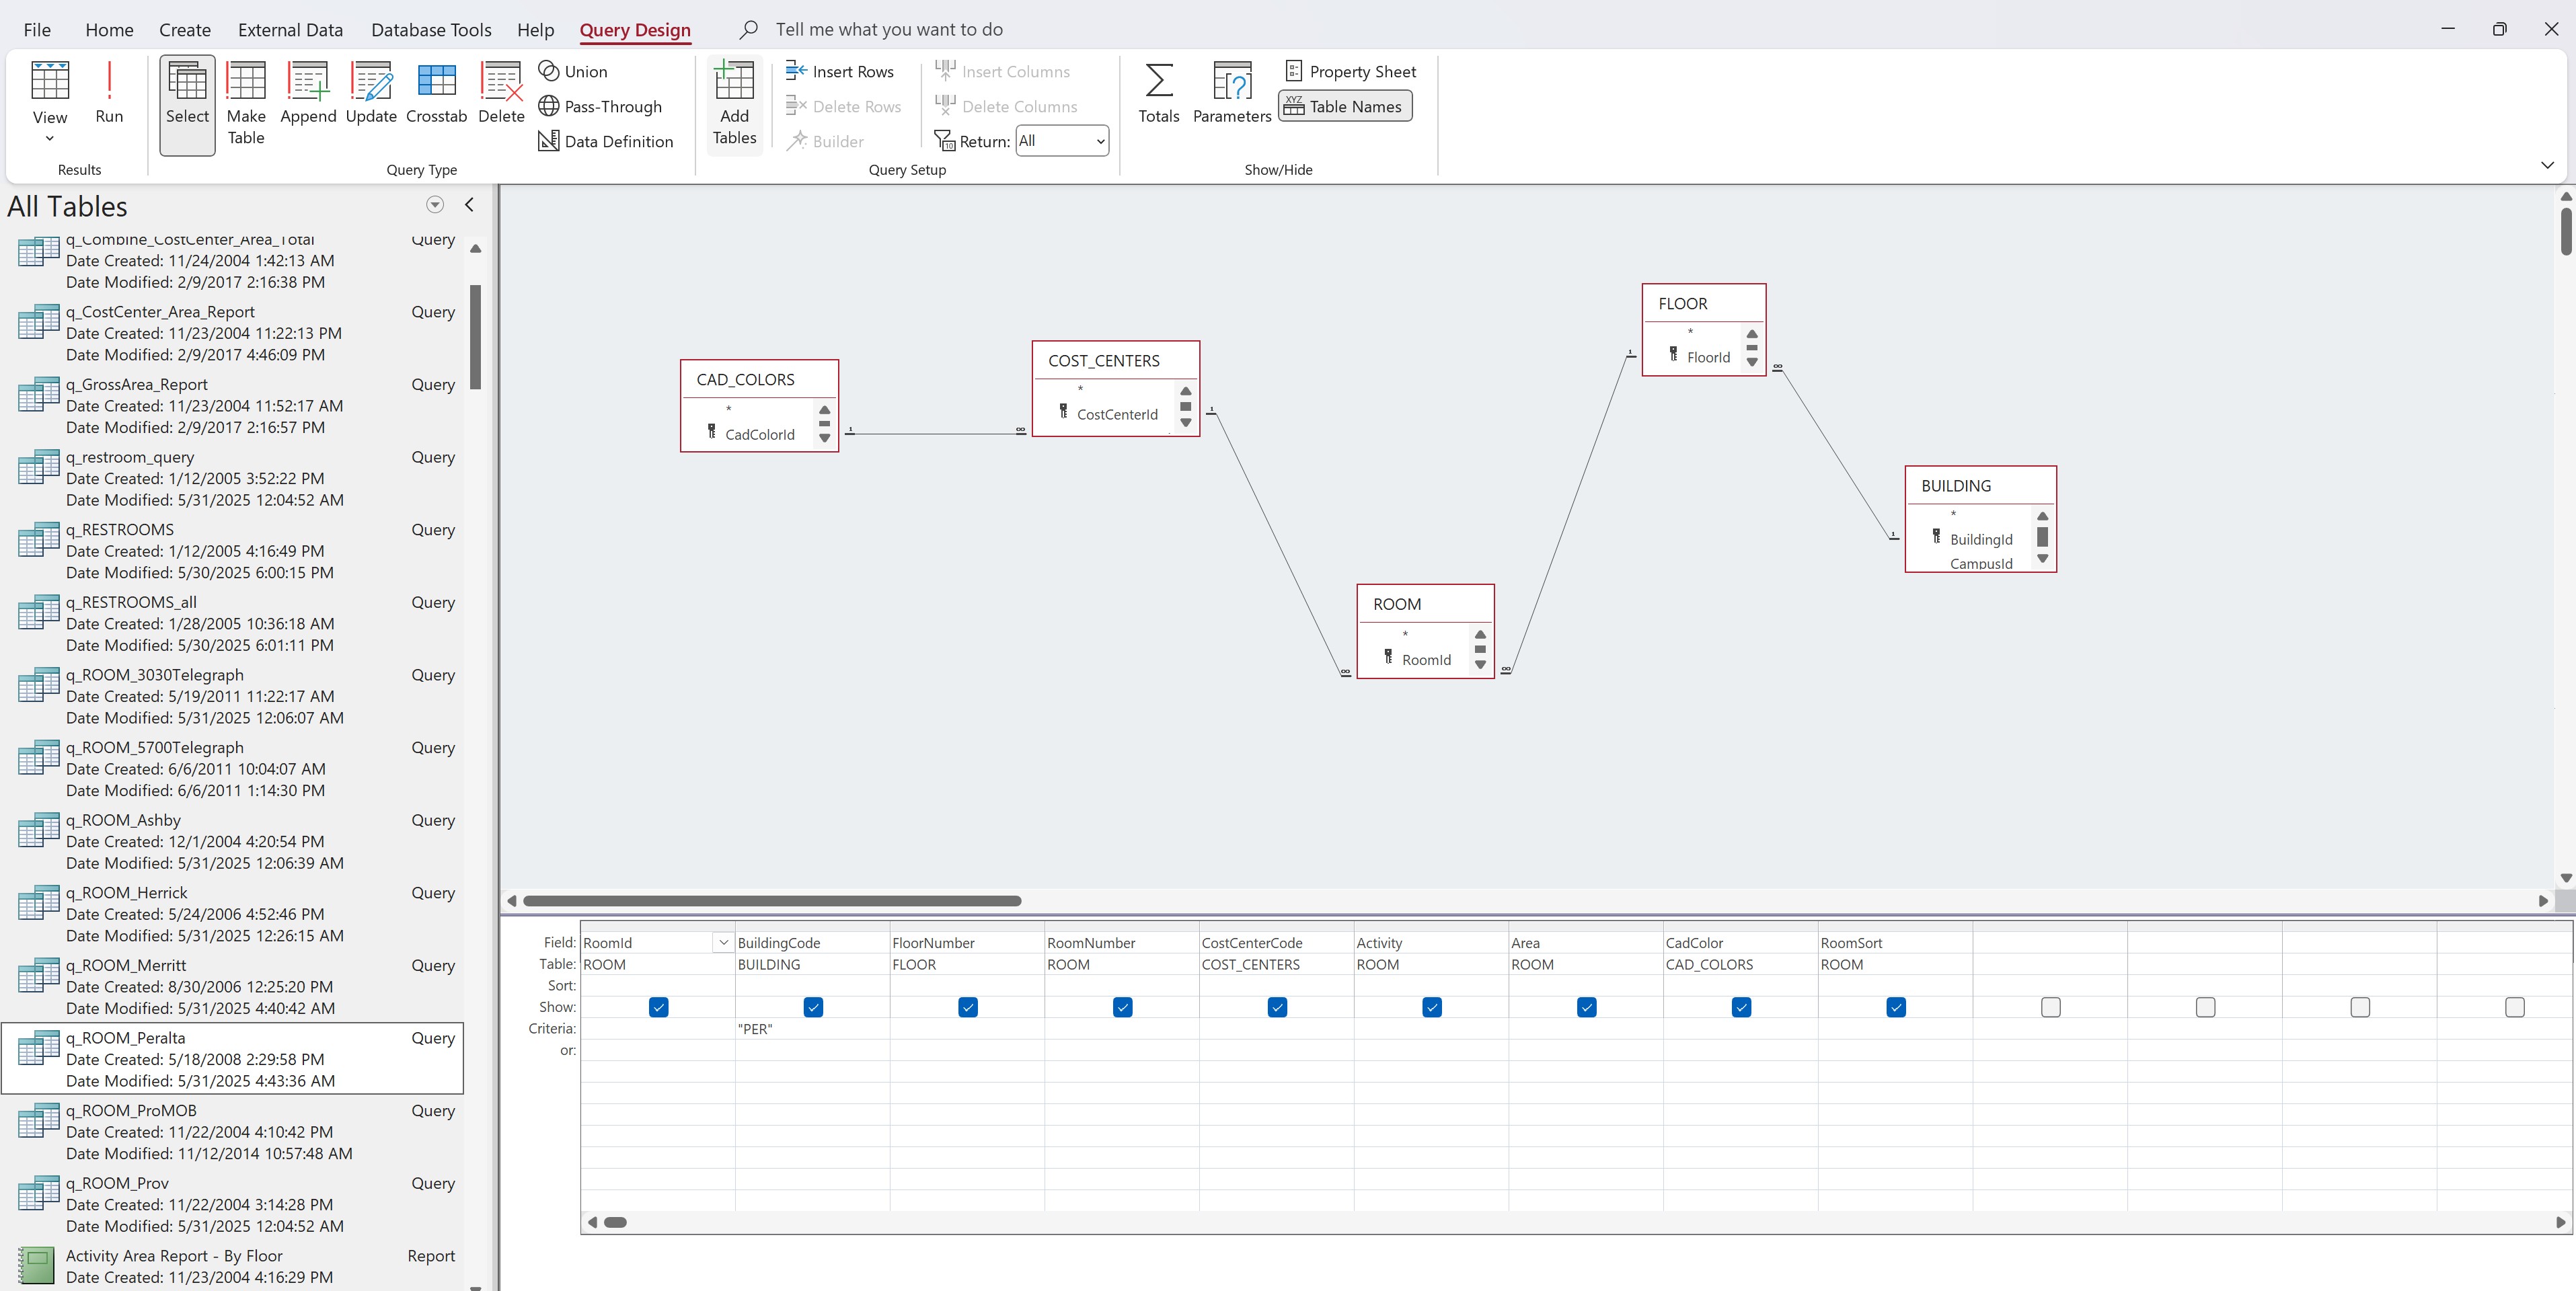 File Home Create External Data Database Tools Help Query Design Tell me what you want to do
View Run Select Make Table Append Update Crosstab Delete
Union
Pass-Through
Data Definition
Add Tables
Insert Rows
Delete Rows
Builder
Insert Columns
Delete Columns
Return: All
Totals Parameters
Property Sheet
Table Names
Results Query Type Query Setup Show/Hide
All Tables
q_Combine_CostCenter_Area_Total Query
Date Created: 11/24/2004 1:42:13 AM
Date Modified: 2/9/2017 2:16:38 PM
q_CostCenter_Area_Report Query
Date Created: 11/23/2004 11:22:13 PM
Date Modified: 2/9/2017 4:46:09 PM
q_GrossArea_Report Query
Date Created: 11/23/2004 11:52:17 AM
Date Modified: 2/9/2017 2:16:57 PM
q_restroom_query Query
Date Created: 1/12/2005 3:52:22 PM
Date Modified: 5/31/2025 12:04:52 AM
q_RESTROOMS Query
Date Created: 1/12/2005 4:16:49 PM
Date Modified: 5/30/2025 6:00:15 PM
q_RESTROOMS_all Query
Date Created: 1/28/2005 10:36:18 AM
Date Modified: 5/30/2025 6:01:11 PM
q_ROOM_3030Telegraph Query
Date Created: 5/19/2011 11:22:17 AM
Date Modified: 5/31/2025 12:06:07 AM
q_ROOM_5700Telegraph Query
Date Created: 6/6/2011 10:04:07 AM
Date Modified: 6/6/2011 1:14:30 PM
q_ROOM_Ashby Query
Date Created: 12/1/2004 4:20:54 PM
Date Modified: 5/31/2025 12:06:39 AM
q_ROOM_Herrick Query
Date Created: 5/24/2006 4:52:46 PM
Date Modified: 5/31/2025 12:26:15 AM
q_ROOM_Merritt Query
Date Created: 8/30/2006 12:25:20 PM
Date Modified: 5/31/2025 4:40:42 AM
q_ROOM_Peralta Query
Date Created: 5/18/2008 2:29:58 PM
Date Modified: 5/31/2025 4:43:36 AM
q_ROOM_ProMOB Query
Date Created: 11/22/2004 4:10:42 PM
Date Modified: 11/12/2014 10:57:48 AM
q_ROOM_Prov Query
Date Created: 11/22/2004 3:14:28 PM
Date Modified: 5/31/2025 12:04:52 AM
Activity Area Report - By Floor Report
Date Created: 11/23/2004 4:16:29 PM
CAD_COLORS
*
CadColorId
1 ∞
COST_CENTERS
*
CostCenterId
1 ∞
ROOM
*
RoomId
∞ 1
FLOOR
*
FloorId
∞ 1
BUILDING
*
BuildingId
CampusId
Field: RoomId BuildingCode FloorNumber RoomNumber CostCenterCode Activity Area CadColor RoomSort
Table: ROOM BUILDING FLOOR ROOM COST_CENTERS ROOM ROOM CAD_COLORS ROOM
Sort:
Show:
Criteria: "PER"
or: